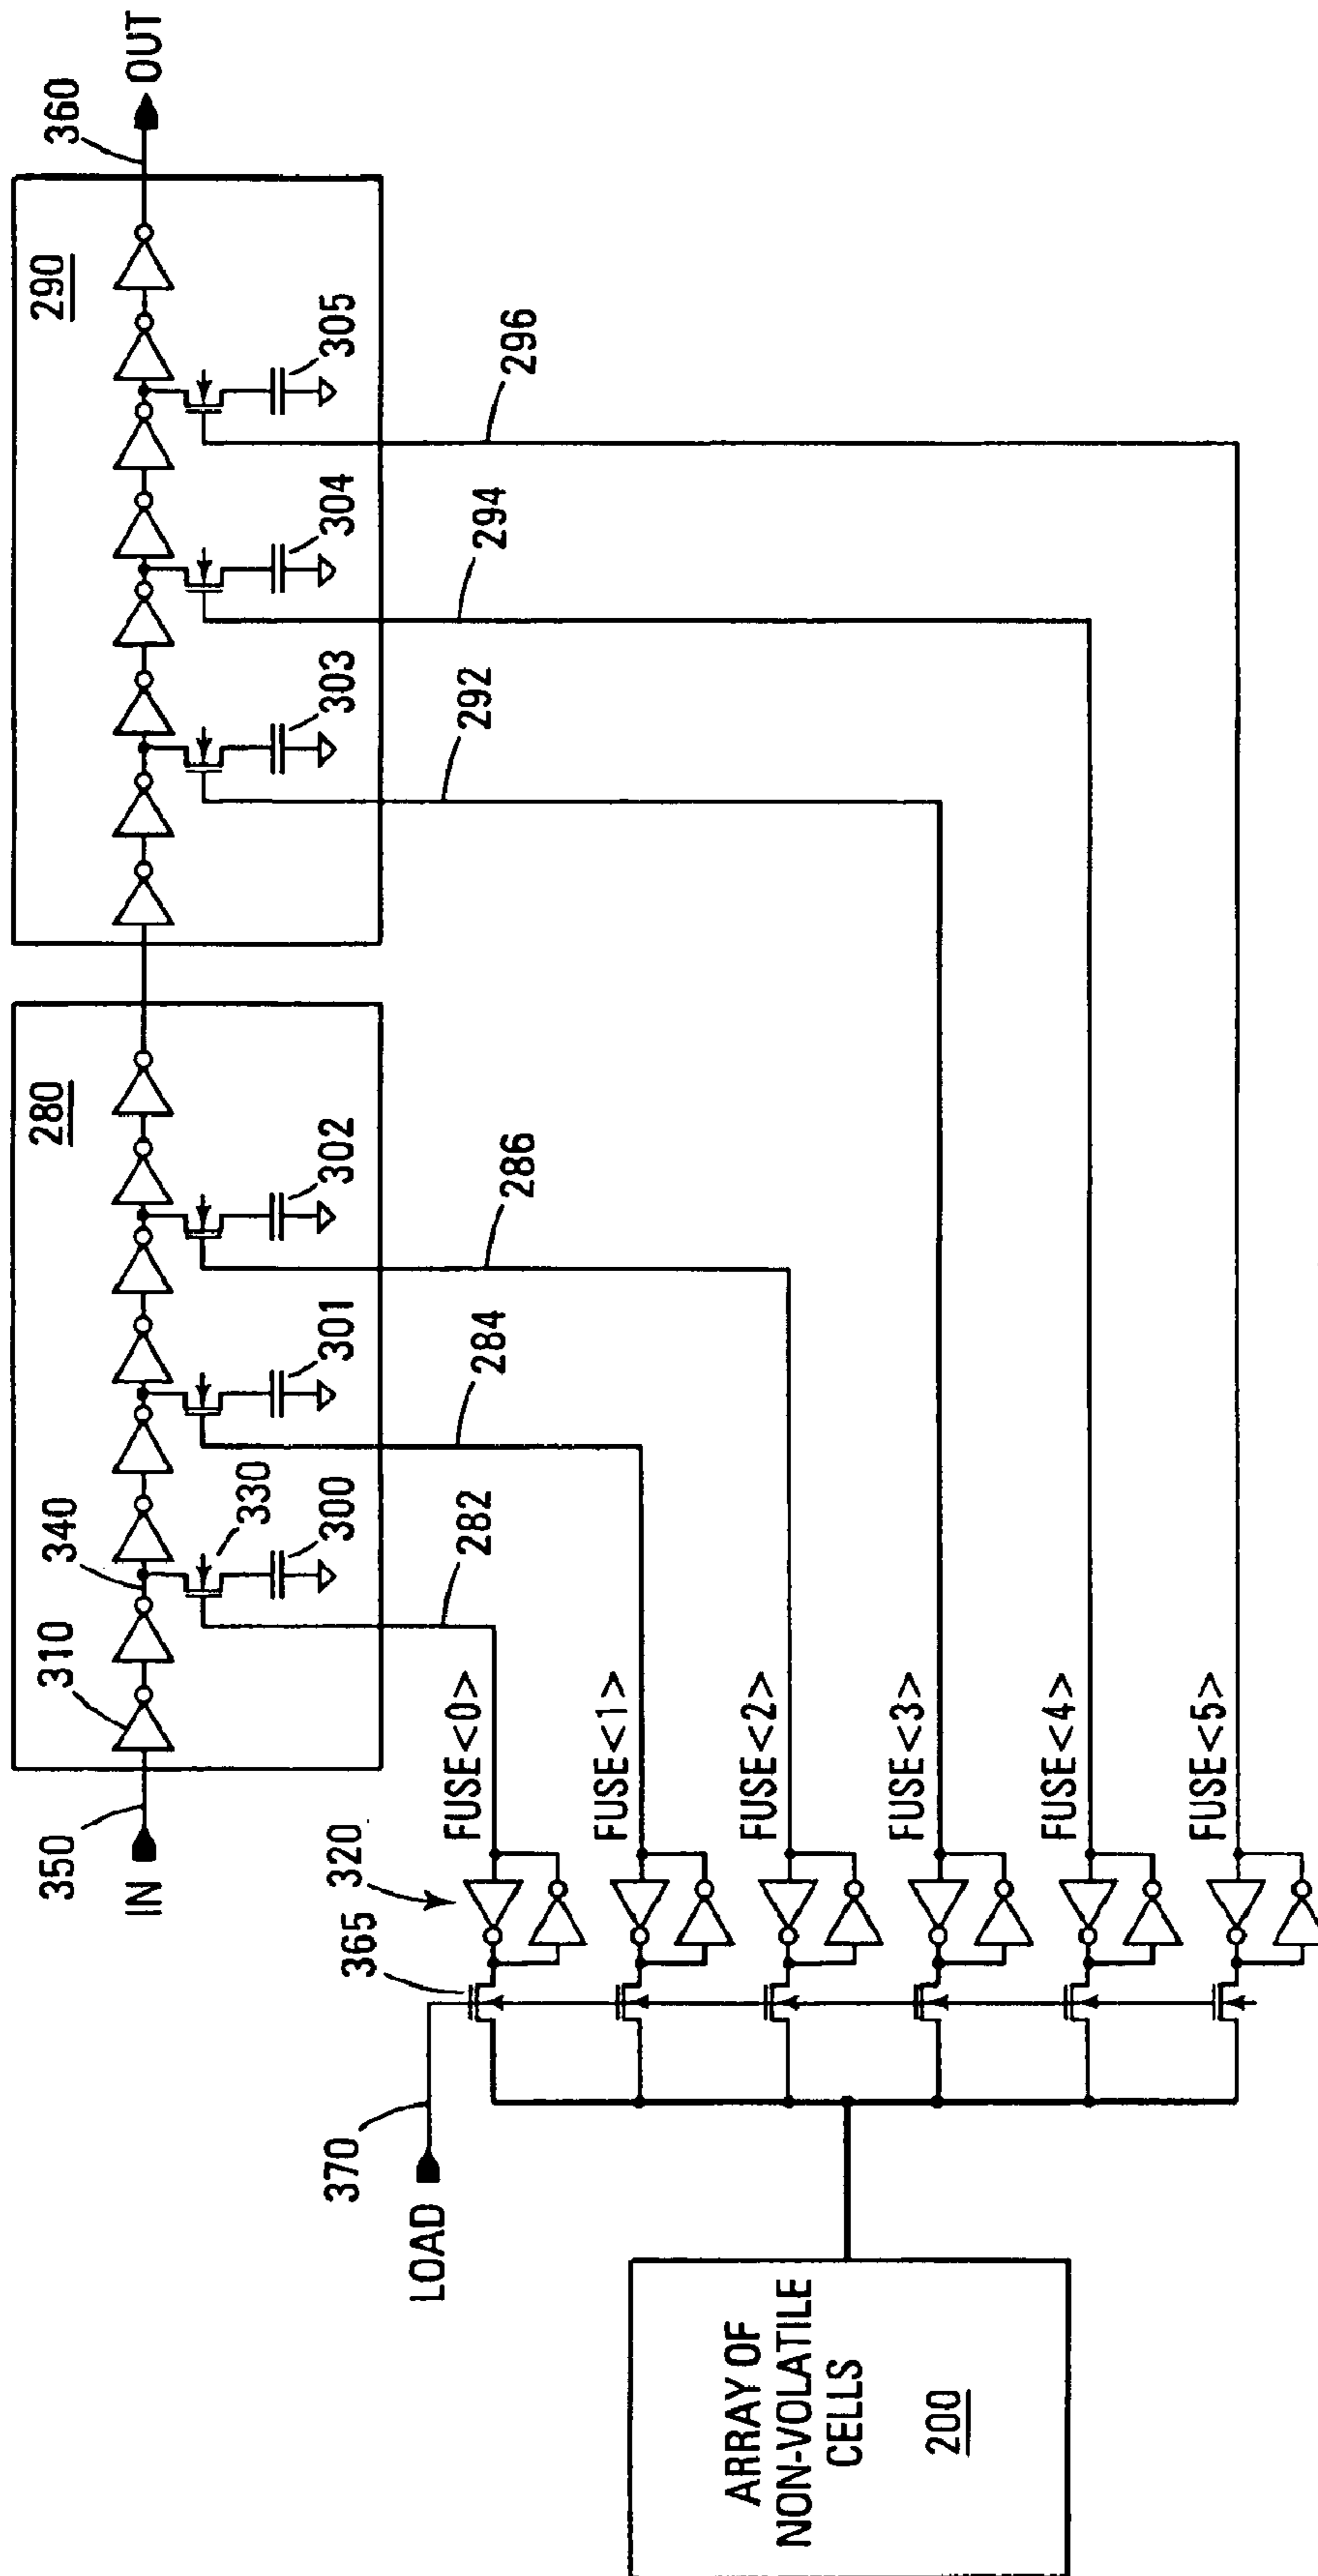 350
IN
310
340
330
300
301
302
280
303
304
305
290
360
OUT
282
284
286
292
294
296
320
365
370
LOAD
FUSE<0>
FUSE<1>
FUSE<2>
FUSE<3>
FUSE<4>
FUSE<5>
ARRAY OF
NON-VOLATILE
CELLS
200